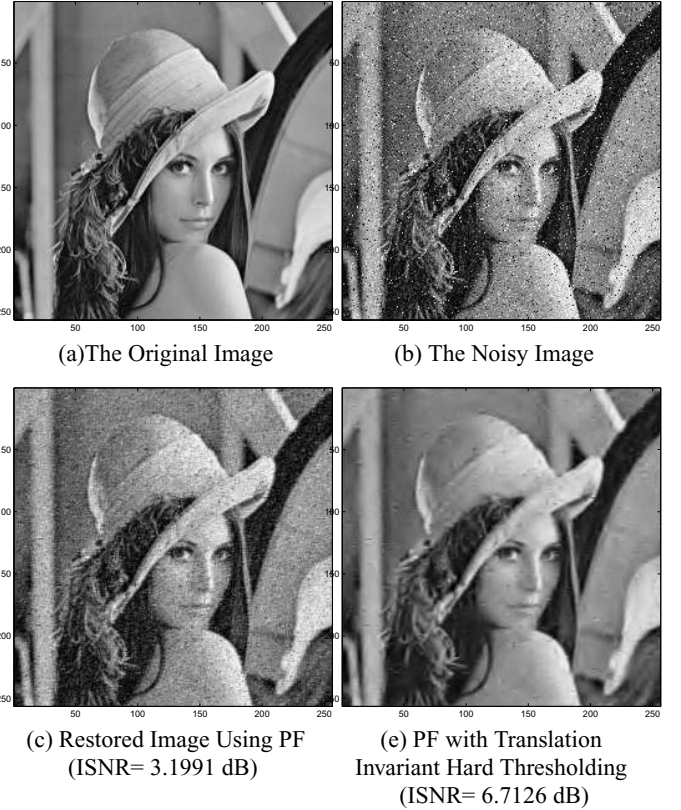 50
00
150
200
250
50 100 150 200 250
(a)The Original Image
50
100
150
200
250
50 100 150 200 250
(b) The Noisy Image
50
00
50
200
250
50 100 150 200 250
(c) Restored Image Using PF
(ISNR= 3.1991 dB)
50
100
150
200
250
50 100 150 200 250
(e) PF with Translation
Invariant Hard Thresholding
(ISNR= 6.7126 dB)